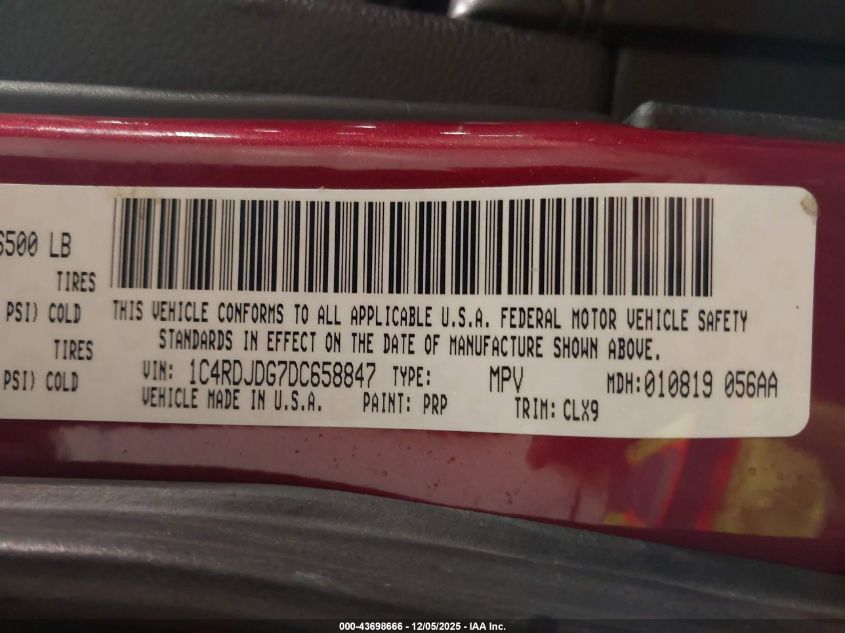 6500 LB
TIRES
PSI) COLD
TIRES
PSI) COLD
THIS VEHICLE CONFORMS TO ALL APPLICABLE U.S.A. FEDERAL MOTOR VEHICLE SAFETY
STANDARDS IN EFFECT ON THE DATE OF MANUFACTURE SHOWN ABOVE.
VIN: 1C4RDJDG7DC658847 TYPE: MPV MDH:010819 056AA
VEHICLE MADE IN U.S.A. PAINT: PRP TRIM: CLX9
000-43698666 - 12/05/2025 - IAA Inc.